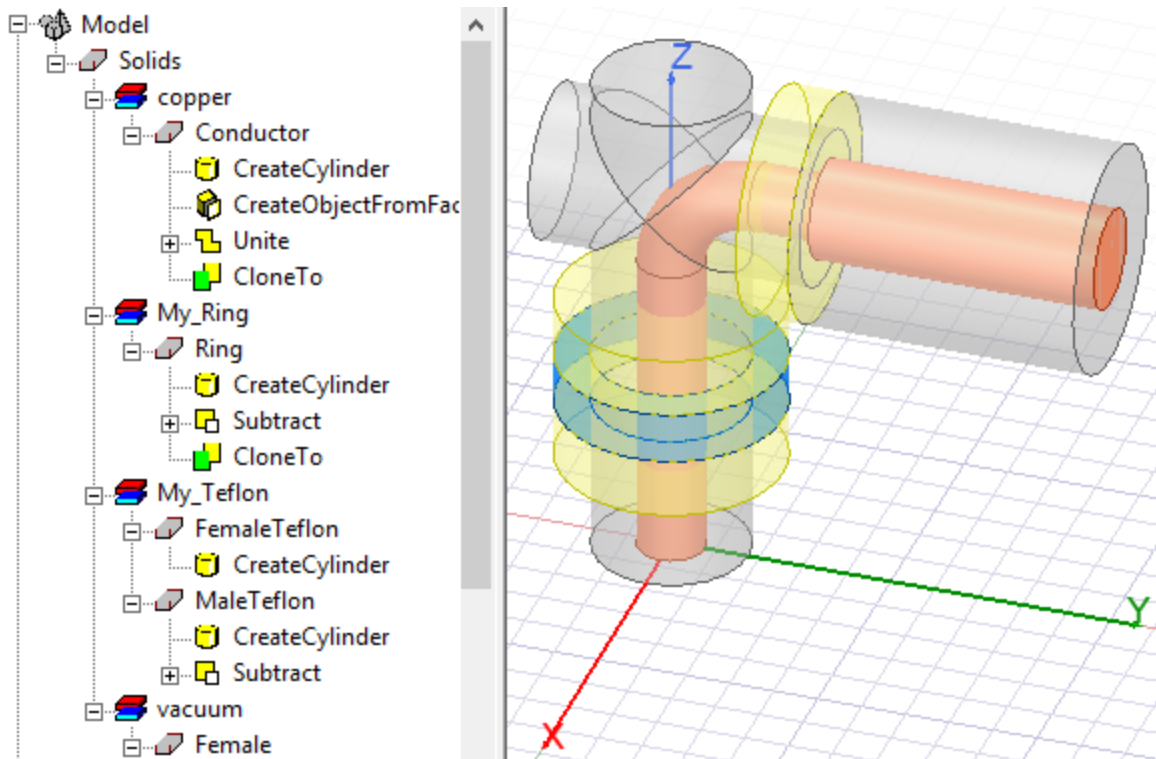 Model
Solids
copper
Conductor
CreateCylinder
CreateObjectFromFac
Unite
CloneTo
My_Ring
Ring
CreateCylinder
Subtract
CloneTo
My_Teflon
FemaleTeflon
CreateCylinder
MaleTeflon
CreateCylinder
Subtract
vacuum
Female
Z
Y
X